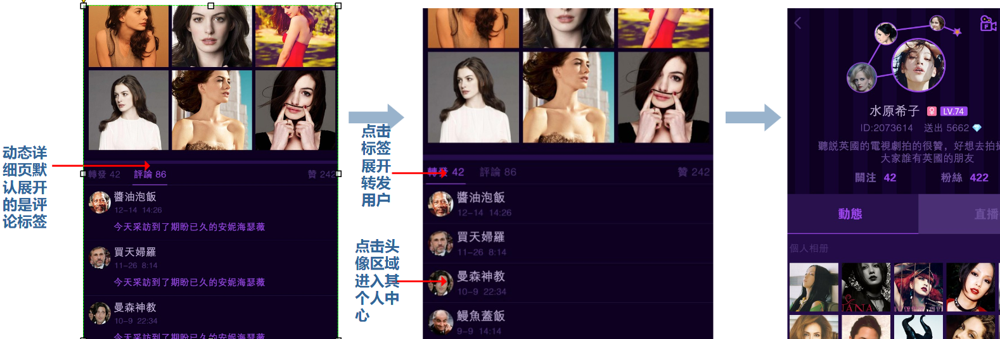 动态详
细页默
认展开
的是评
论标签
轉發 42
評論 86
贊 242
醬油泡飯
12-14 14:26
今天采訪到了期盼已久的安妮海瑟薇
買天婦羅
11-26 8:14
今天采訪到了期盼已久的安妮海瑟薇
曼森神教
10-9 22:34
今天采訪到了期盼已久的安妮海瑟薇
点击
标签
展开
转发
用户
点击头
像区域
进入其
个人中
心
轉發 42
評論 86
贊 242
醬油泡飯
12-14 14:26
買天婦羅
11-26 8:14
曼森神教
10-9 22:34
鰻魚蓋飯
9-9 14:14
F
水原希子 LV.74
ID:2073614 送出 5662
聽説英國的電視劇拍的很贊，好想去拍
大家誰有英國的朋友
關注 42
粉絲 422
動態
直播
個人相册